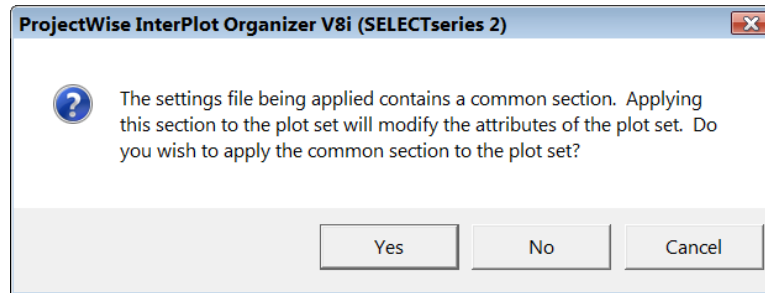 ProjectWise InterPlot Organizer V8i (SELECTseries 2)
The settings file being applied contains a common section.  Applying
this section to the plot set will modify the attributes of the plot set.  Do
you wish to apply the common section to the plot set?
Yes
No
Cancel